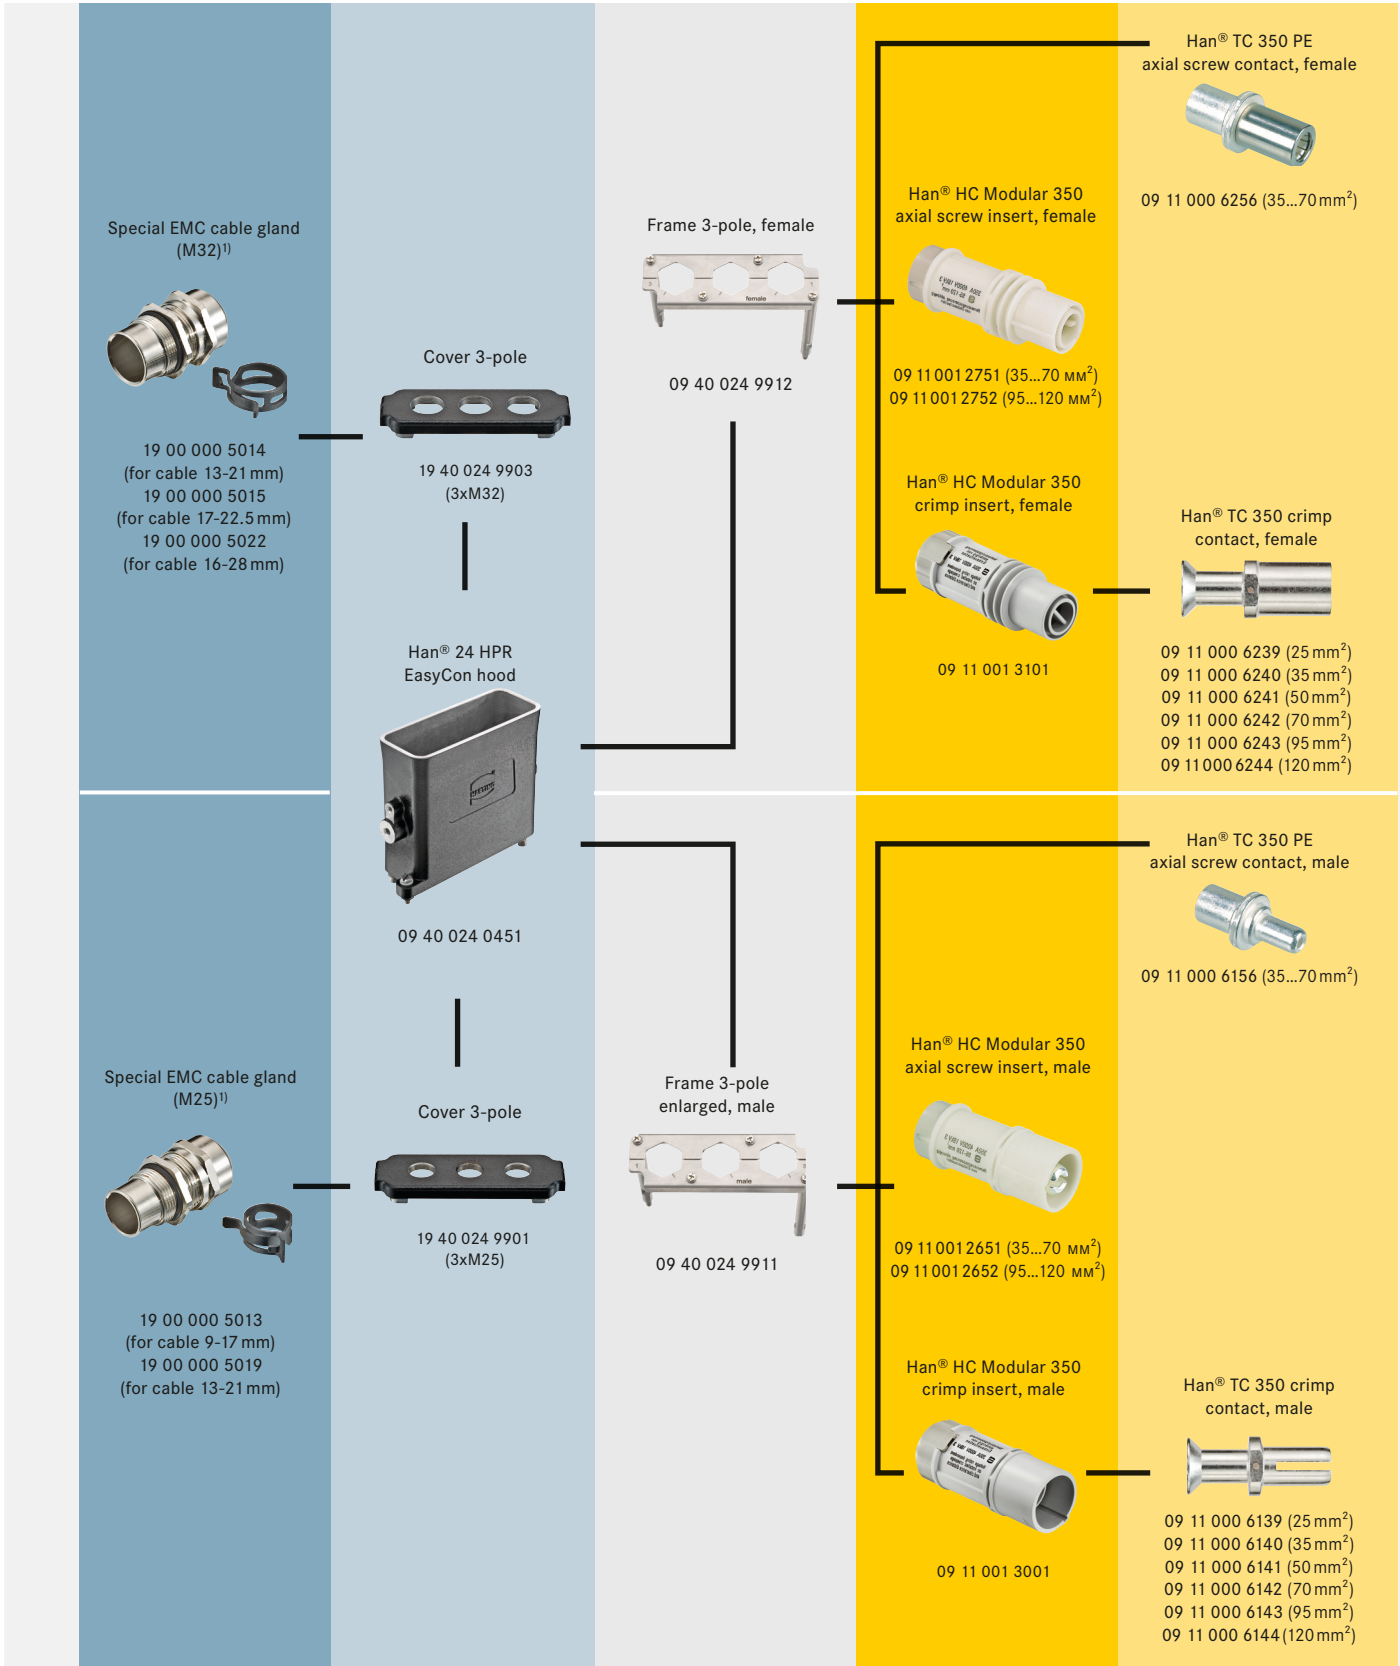 Han® TC 350 PE
axial screw contact, female
09 11 000 6256 (35...70 mm²)
Han® HC Modular 350
axial screw insert, female
09 11 001 2751 (35...70 мм²)
09 11 001 2752 (95...120 мм²)
Frame 3-pole, female
female
09 40 024 9912
Special EMC cable gland
(M32)¹⁾
19 00 000 5014
(for cable 13-21 mm)
19 00 000 5015
(for cable 17-22.5 mm)
19 00 000 5022
(for cable 16-28 mm)
Cover 3-pole
19 40 024 9903
(3xM32)
Han® HC Modular 350
crimp insert, female
09 11 001 3101
Han® TC 350 crimp
contact, female
09 11 000 6239 (25 mm²)
09 11 000 6240 (35 mm²)
09 11 000 6241 (50 mm²)
09 11 000 6242 (70 mm²)
09 11 000 6243 (95 mm²)
09 11 000 6244 (120 mm²)
Han® 24 HPR
EasyCon hood
HARTING
09 40 024 0451
Han® TC 350 PE
axial screw contact, male
09 11 000 6156 (35...70 mm²)
Han® HC Modular 350
axial screw insert, male
09 11 001 2651 (35...70 мм²)
09 11 001 2652 (95...120 мм²)
Special EMC cable gland
(M25)¹⁾
19 00 000 5013
(for cable 9-17 mm)
19 00 000 5019
(for cable 13-21 mm)
Cover 3-pole
19 40 024 9901
(3xM25)
Frame 3-pole
enlarged, male
male
09 40 024 9911
Han® HC Modular 350
crimp insert, male
09 11 001 3001
Han® TC 350 crimp
contact, male
09 11 000 6139 (25 mm²)
09 11 000 6140 (35 mm²)
09 11 000 6141 (50 mm²)
09 11 000 6142 (70 mm²)
09 11 000 6143 (95 mm²)
09 11 000 6144 (120 mm²)